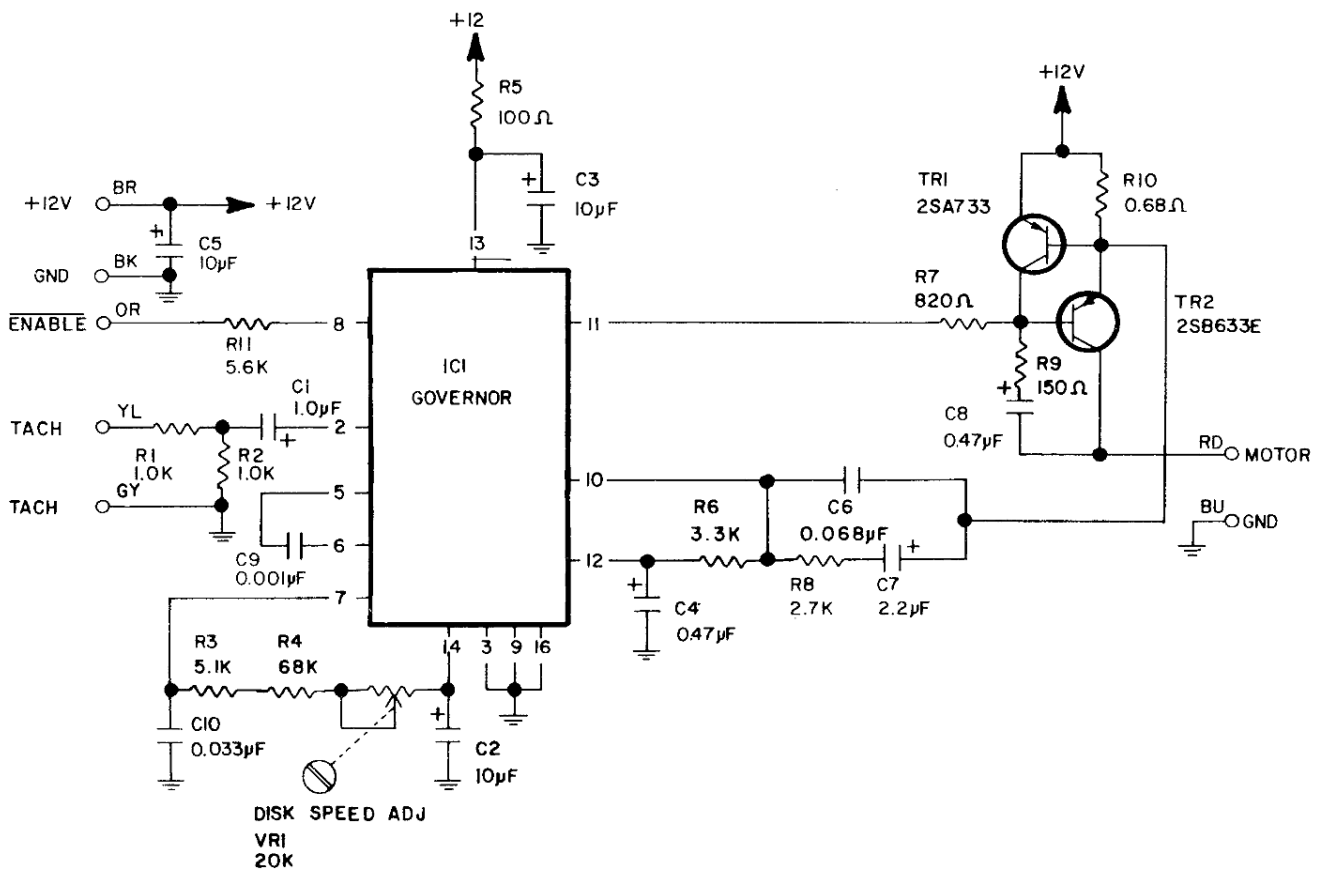 +12
R5
100Ω
+
C3
10µF
13
+12V
BR
+12V
+
C5
10µF
GND
BK
ENABLE
OR
R11
5.6K
8
TACH
YL
R1
1.0K
R2
1.0K
C1
1.0µF
+
2
TACH
GY
5
C9
0.001µF
6
7
IC1
GOVERNOR
11
10
12
14
3
9
16
R3
5.1K
R4
68K
C10
0.033µF
+
C2
10µF
DISK SPEED ADJ
VR1
20K
+12V
TR1
2SA733
R10
0.68Ω
R7
820Ω
TR2
2SB633E
R9
150Ω
+
C8
0.47µF
RD
MOTOR
BU
GND
R6
3.3K
C6
0.068µF
+
C4
0.47µF
R8
2.7K
+
C7
2.2µF